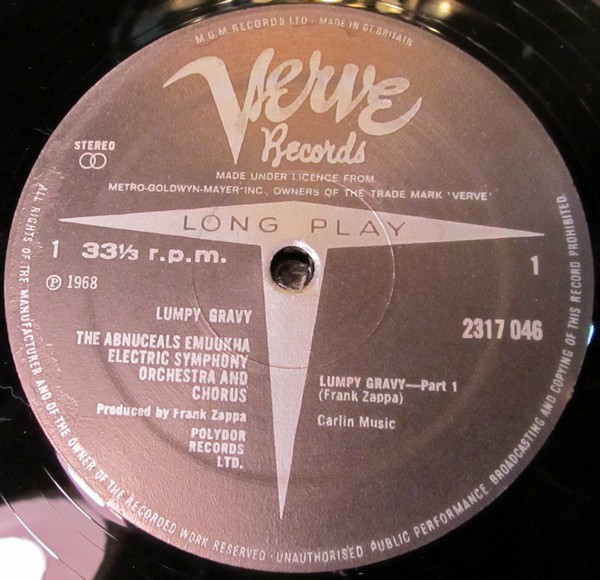 M.G.M. RECORDS LTD · MADE IN GT. BRITAIN
Verve
Records
STEREO
MADE UNDER LICENCE FROM
METRO-GOLDWYN-MAYER INC., OWNERS OF THE TRADE MARK 'VERVE'
LONG PLAY
1 33⅓ r.p.m.
1
Ⓟ 1968
2317 046
LUMPY GRAVY
THE ABNUCEALS EMUUKHA
ELECTRIC SYMPHONY
ORCHESTRA AND
CHORUS
Produced by Frank Zappa
POLYDOR
RECORDS
LTD.
LUMPY GRAVY—Part 1
(Frank Zappa)
Carlin Music
ALL RIGHTS OF THE MANUFACTURER AND OF THE OWNER OF THE RECORDED WORK RESERVED · UNAUTHORISED PUBLIC PERFORMANCE, BROADCASTING AND COPYING OF THIS RECORD PROHIBITED.